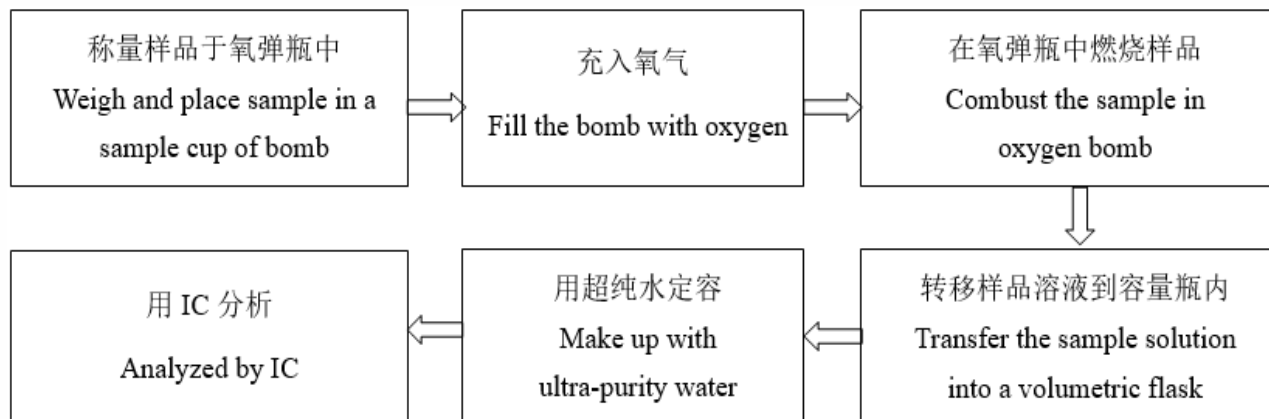 称量样品于氧弹瓶中
Weigh and place sample in a
sample cup of bomb
充入氧气
Fill the bomb with oxygen
在氧弹瓶中燃烧样品
Combust the sample in
oxygen bomb
转移样品溶液到容量瓶内
Transfer the sample solution
into a volumetric flask
用超纯水定容
Make up with
ultra-purity water
用 IC 分析
Analyzed by IC